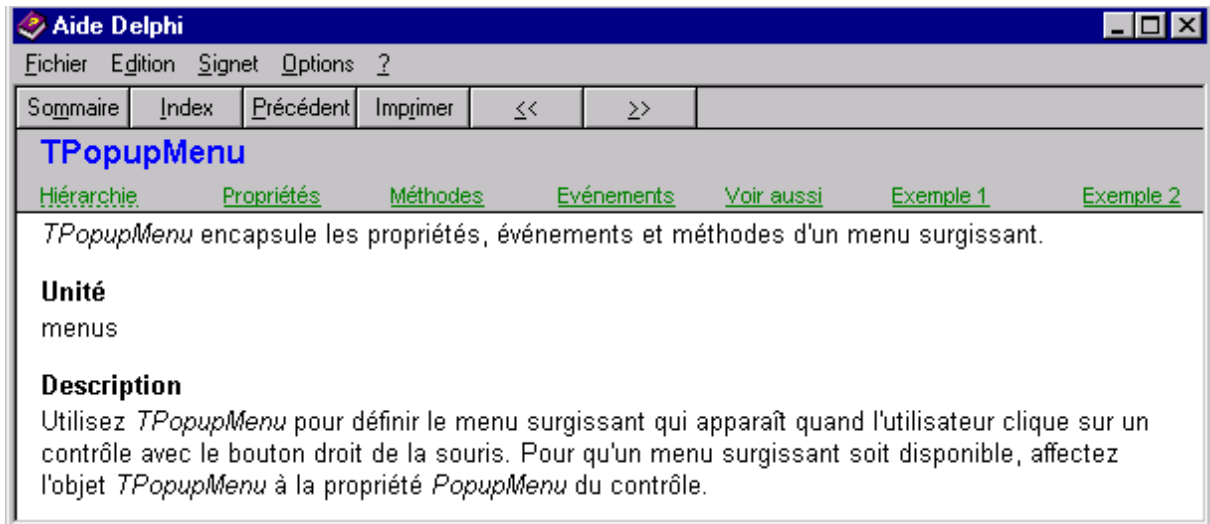 Aide Delphi
Fichier Edition Signet Options ?
Sommaire Index Précédent Imprimer << >>
TPopupMenu
Hiérarchie Propriétés Méthodes Evénements Voir aussi Exemple 1 Exemple 2
TPopupMenu encapsule les propriétés, événements et méthodes d'un menu surgissant.
Unité
menus
Description
Utilisez TPopupMenu pour définir le menu surgissant qui apparaît quand l'utilisateur clique sur un
contrôle avec le bouton droit de la souris. Pour qu'un menu surgissant soit disponible, affectez
l'objet TPopupMenu à la propriété PopupMenu du contrôle.